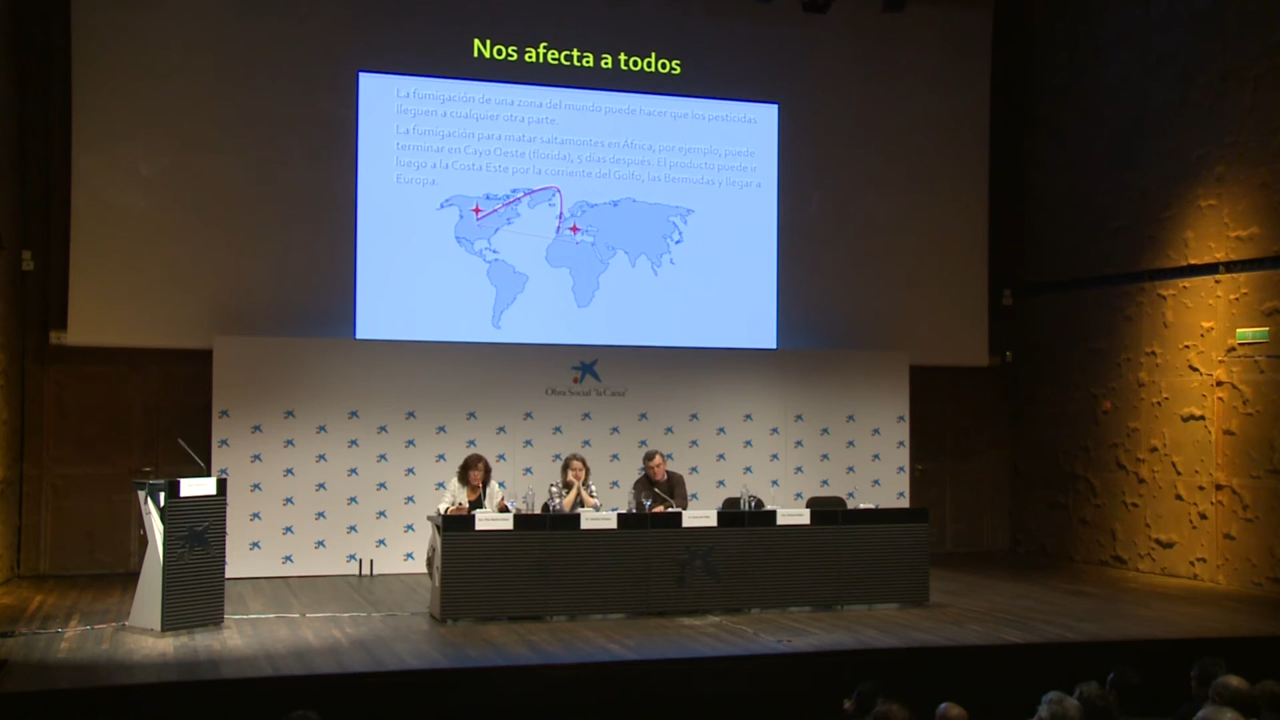 Nos afecta a todos
La fumigación de una zona del mundo puede hacer que los pesticidas
lleguen a cualquier otra parte.
La fumigación para matar saltamontes en África, por ejemplo, puede
terminar en Cayo Oeste (florida), 5 días después. El producto puede ir
luego a la Costa Este por la corriente del Golfo, las Bermudas y llegar a
Europa.
Obra Social "la Caixa"